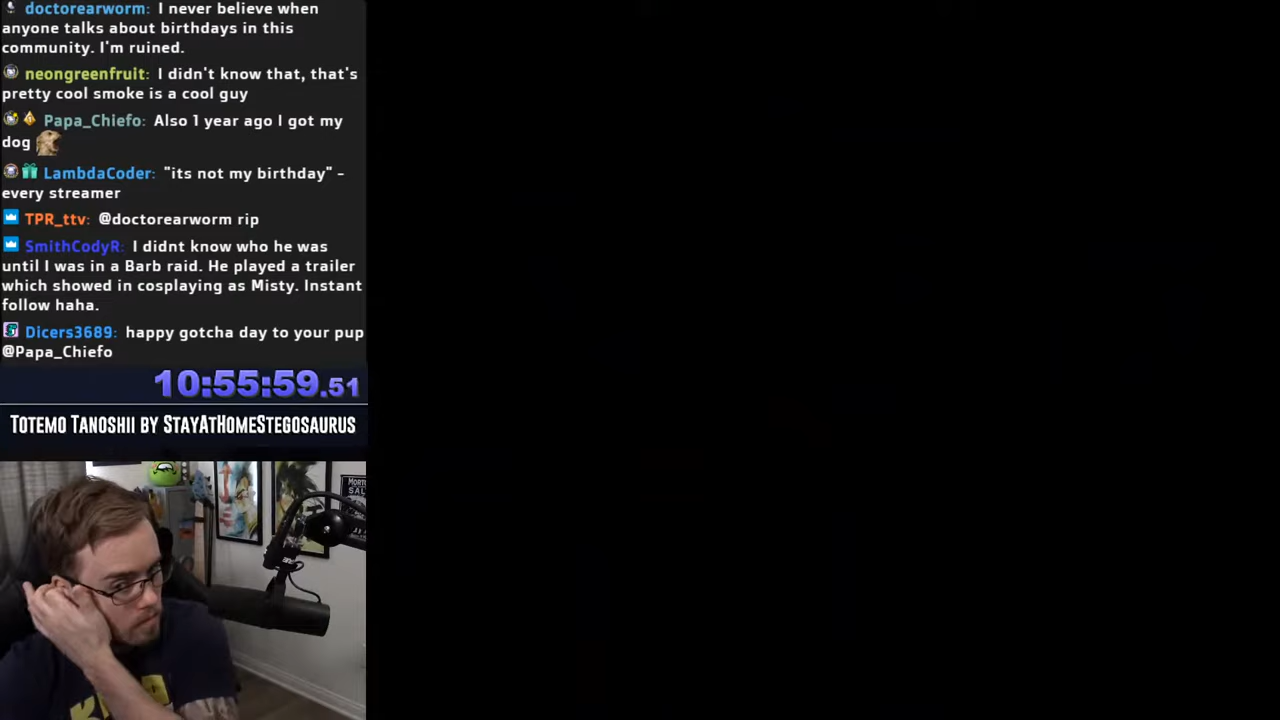 doctorearworm: I never believe when
anyone talks about birthdays in this
community. I'm ruined.
neongreenfruit: I didn't know that, that's
pretty cool smoke is a cool guy
Papa_Chiefo: Also 1 year ago I got my
dog
LambdaCoder: "its not my birthday" -
every streamer
TPR_ttv: @doctorearworm rip
SmithCodyR: I didnt know who he was
until I was in a Barb raid. He played a trailer
which showed in cosplaying as Misty. Instant
follow haha.
Dicers3689: happy gotcha day to your pup
@Papa_Chiefo
10:55:59.51
TOTEMO TANOSHII BY STAYATHOMESTEGOSAURUS